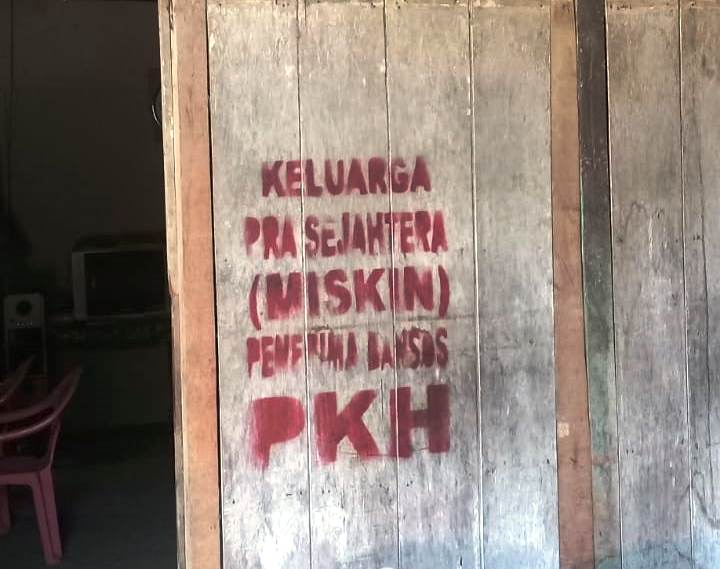 KELUARGA
PRA SEJAHTERA
(MISKIN)
PENERIMA BANSOS
PKH